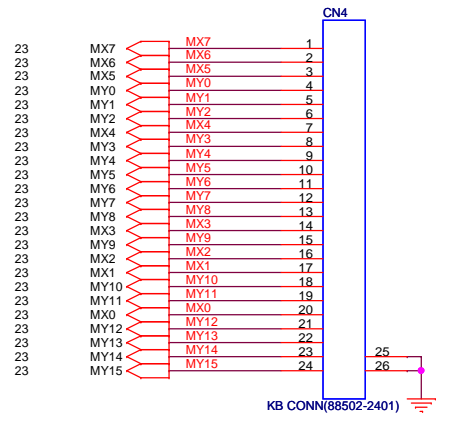 CN4
23 MX7 MX7 1
23 MX6 MX6 2
23 MX5 MX5 3
23 MY0 MY0 4
23 MY1 MY1 5
23 MY2 MY2 6
23 MX4 MX4 7
23 MY3 MY3 8
23 MY4 MY4 9
23 MY5 MY5 10
23 MY6 MY6 11
23 MY7 MY7 12
23 MY8 MY8 13
23 MX3 MX3 14
23 MY9 MY9 15
23 MX2 MX2 16
23 MX1 MX1 17
23 MY10 MY10 18
23 MY11 MY11 19
23 MX0 MX0 20
23 MY12 MY12 21
23 MY13 MY13 22
23 MY14 MY14 23 25
23 MY15 MY15 24 26
KB CONN(88502-2401)